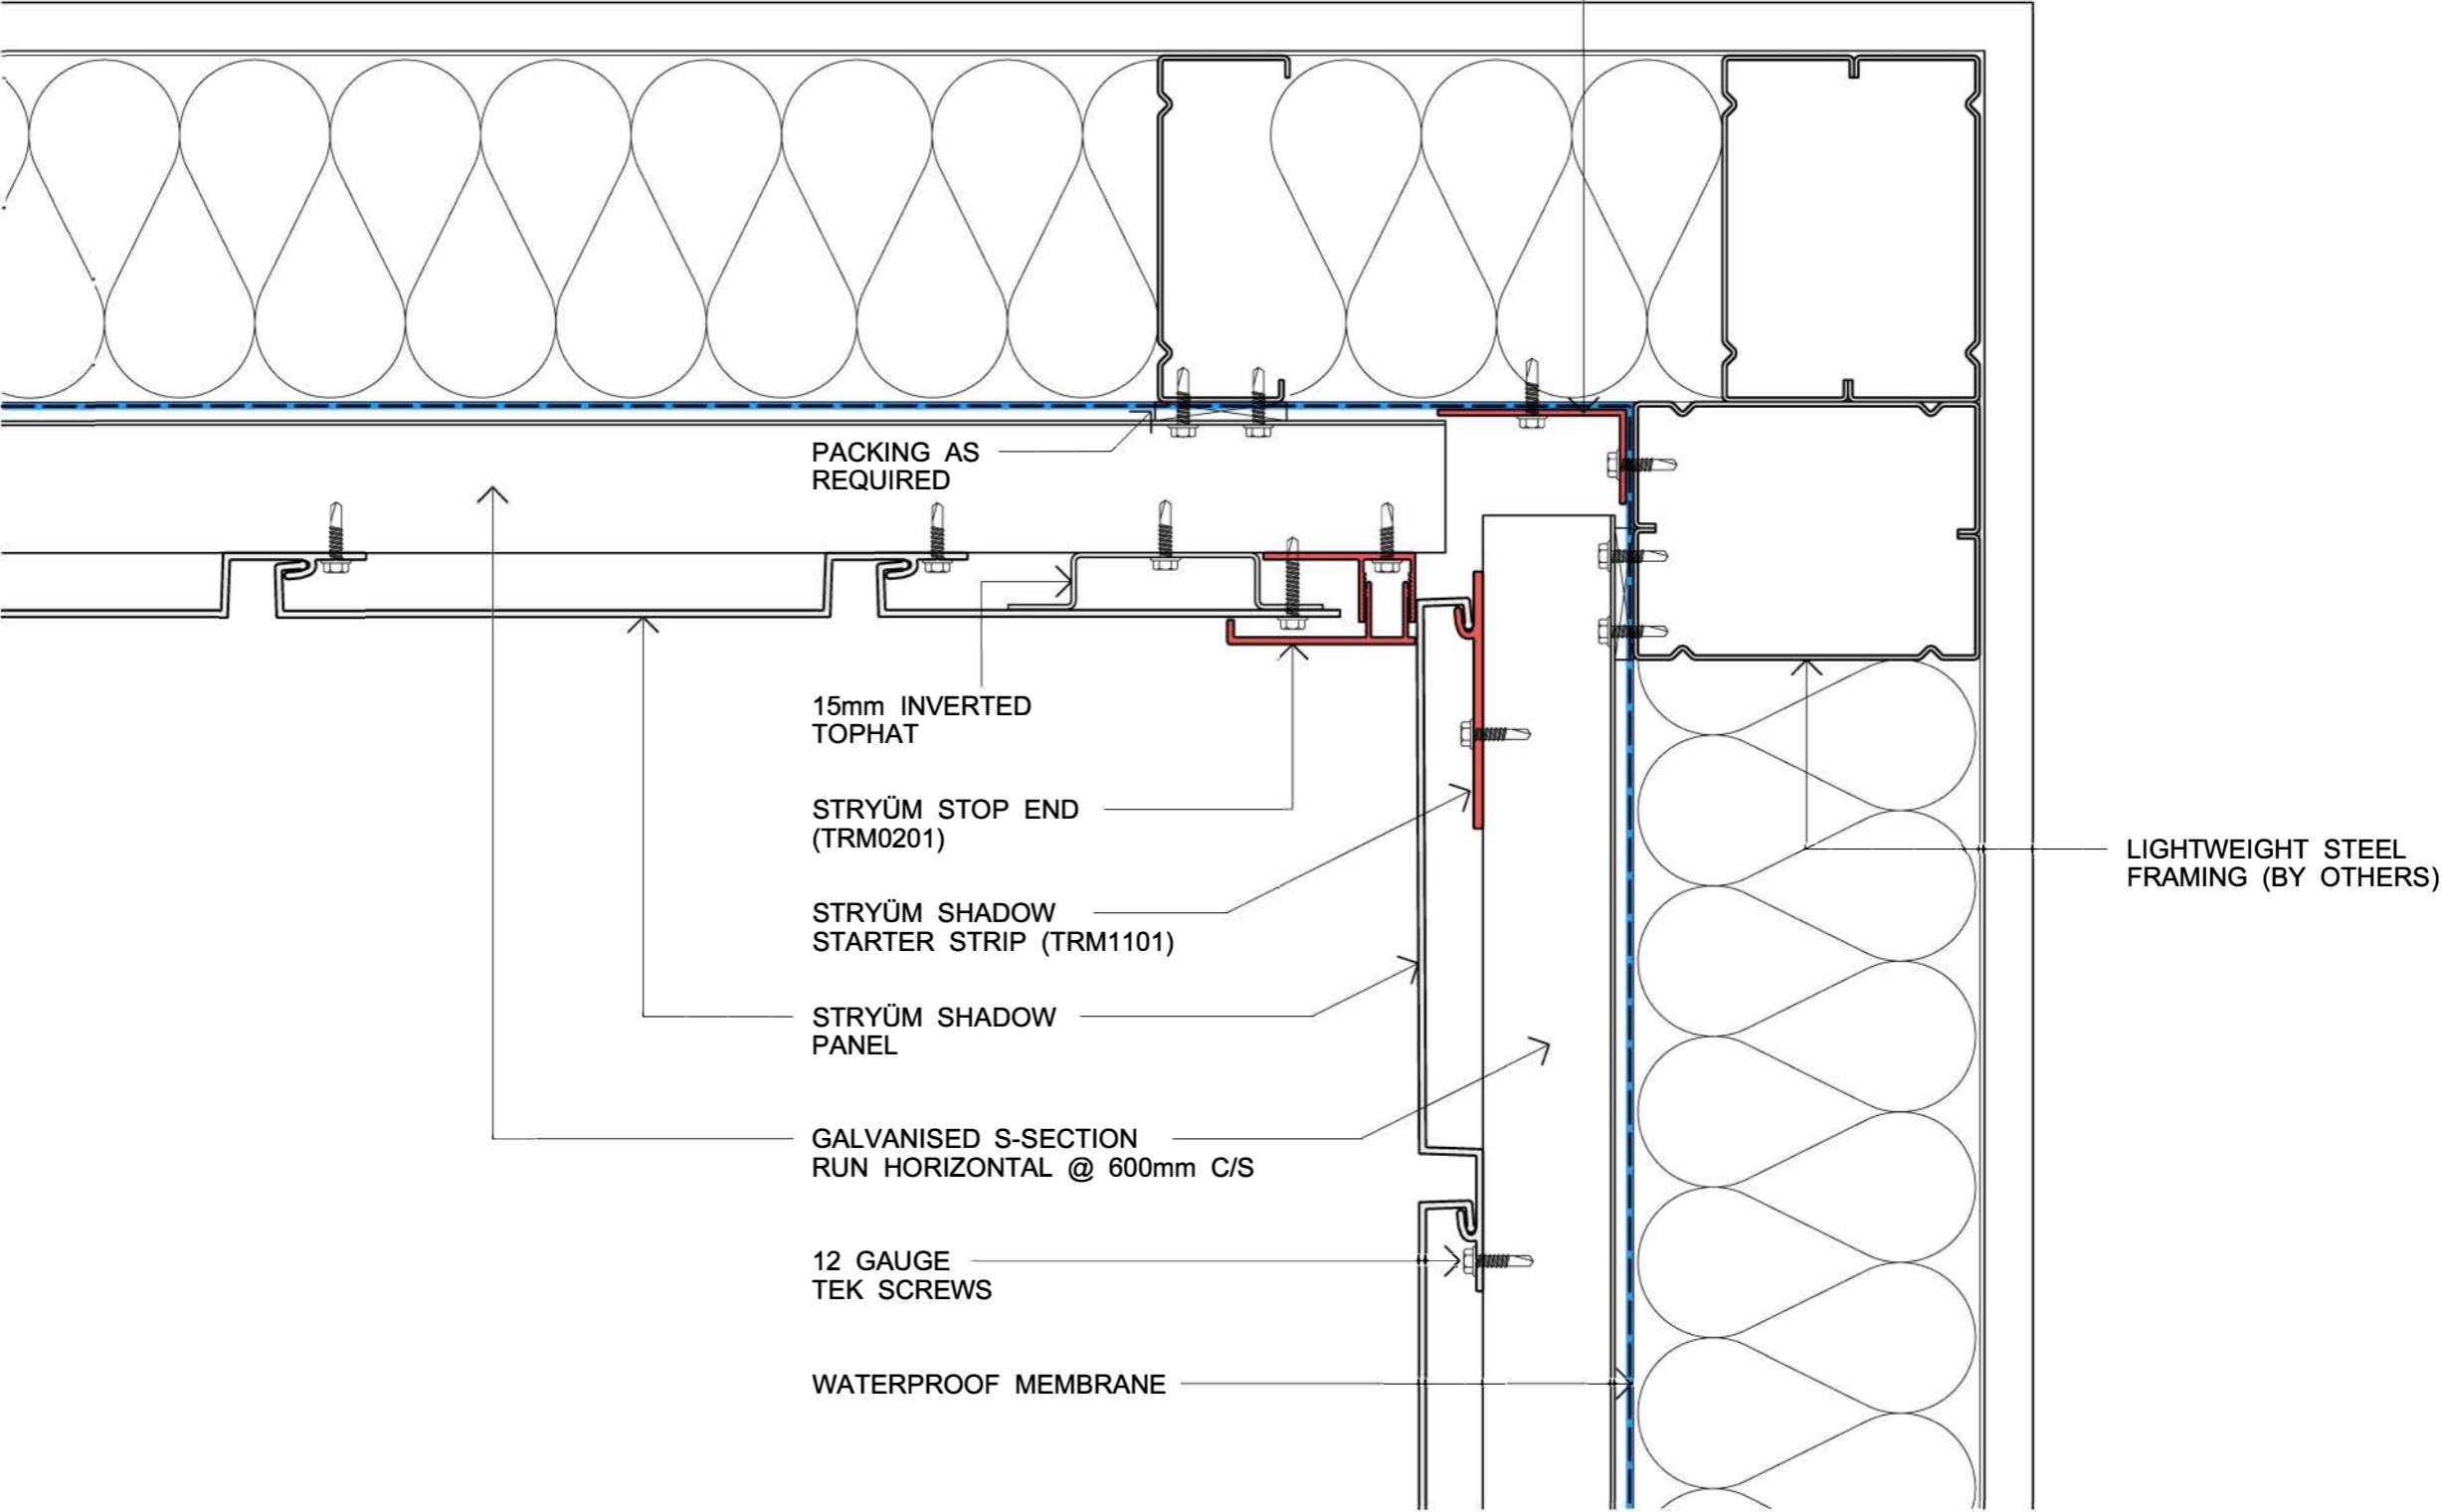 PACKING AS
REQUIRED
15mm INVERTED
TOPHAT
STRYÜM STOP END
(TRM0201)
STRYÜM SHADOW
STARTER STRIP (TRM1101)
LIGHTWEIGHT STEEL
FRAMING (BY OTHERS)
STRYÜM SHADOW
PANEL
GALVANISED S-SECTION
RUN HORIZONTAL @ 600mm C/S
12 GAUGE
TEK SCREWS
WATERPROOF MEMBRANE